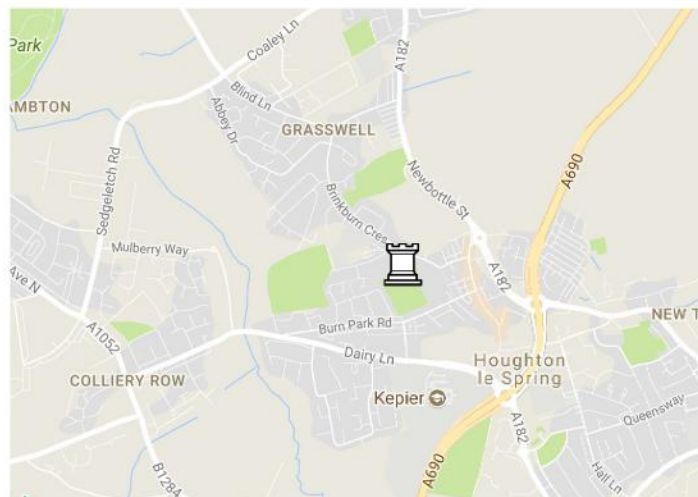 Park
Coaley Ln
A182
AMBTON
Blind Ln
Abbey Dr
GRASSWELL
A690
Sedgeletch Rd
Newbottle St
Brinkburn Cres
Mulberry Way
A182
Ave N
A1052
Burn Park Rd
NEW T
Dairy Ln
Houghton
le Spring
COLLIERY ROW
Kepier
Queensway
A182
A690
Hall Ln
B1284